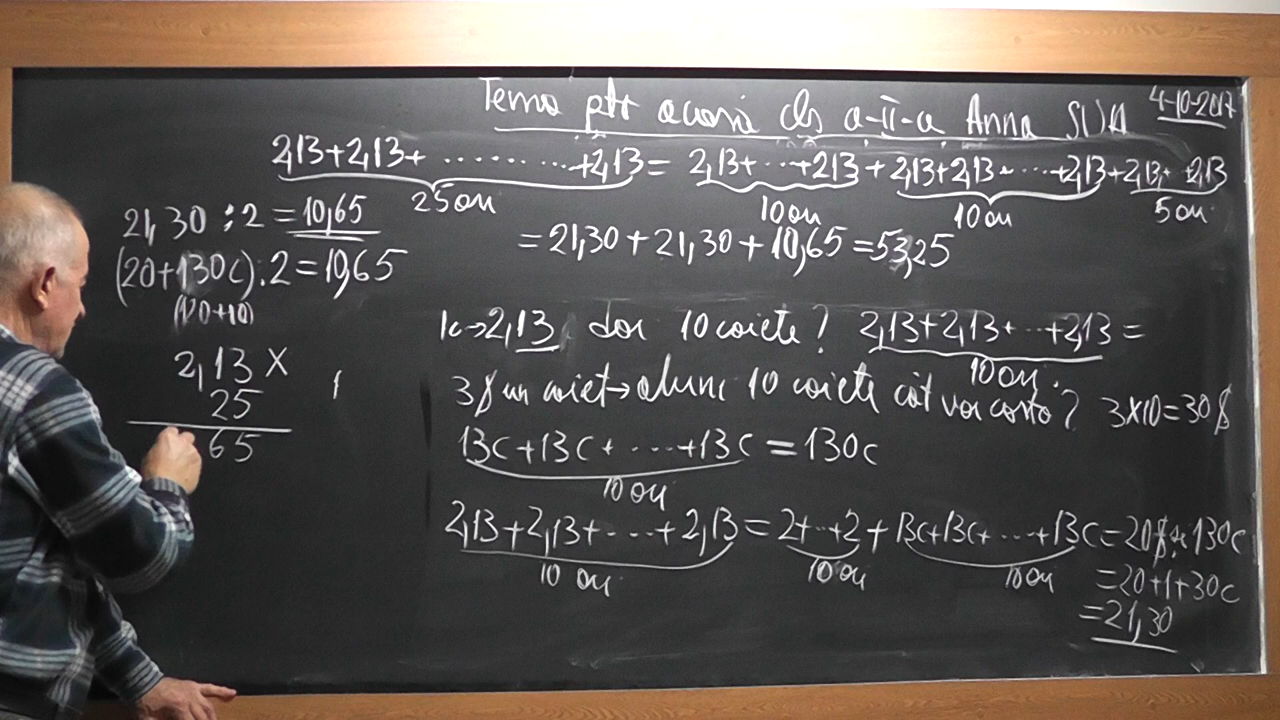 Tema ptr acasă cls a-II-a Anna SUA 4-10-2017
2,13+2,13+ ......... +2,13 = 2,13+ ... +2,13 + 2,13+2,13+ ... +2,13+2,13+ 2,13
25 ori 10 ori 10 ori 5 ori
= 21,30 + 21,30 + 10,65 = 53,25
21,30 : 2 = 10,65
(20+130c) : 2 = 10,65
(120+10)
2,13 X
25
65
1c→2,13 dar 10 caiete? 2,13+2,13+ ... +2,13 =
10 ori
3$ un caiet → atunci 10 caiete cât vor costa? 3×10=30$
13c+13c+ ... +13c = 130c
10 ori
2,13+2,13+ ... + 2,13 = 2+...+2 + 13c+13c+ ... +13c = 20$ + 130c
10 ori 10 ori 10 ori
= 20+1+30c
= 21,30